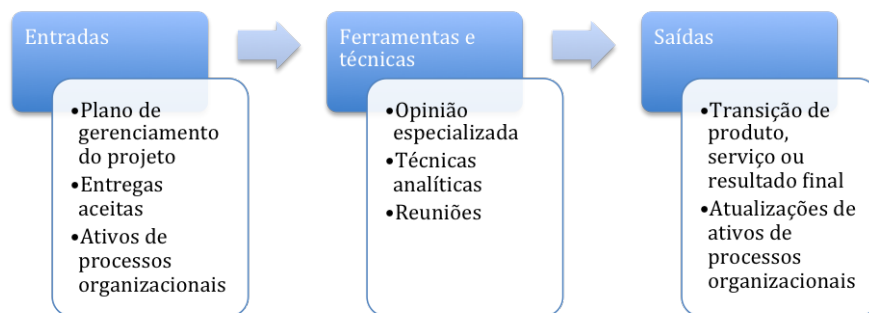 Entradas
•Plano de
gerenciamento
do projeto
•Entregas
aceitas
•Ativos de
processos
organizacionais
Ferramentas e
técnicas
•Opinião
especializada
•Técnicas
analíticas
•Reuniões
Saídas
•Transição de
produto,
serviço ou
resultado final
•Atualizações de
ativos de
processos
organizacionais